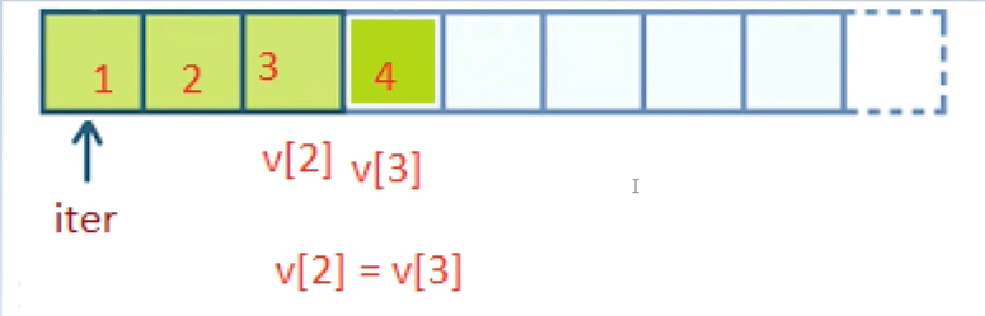 1 2 3 4
v[2] v[3]
iter
v[2] = v[3]